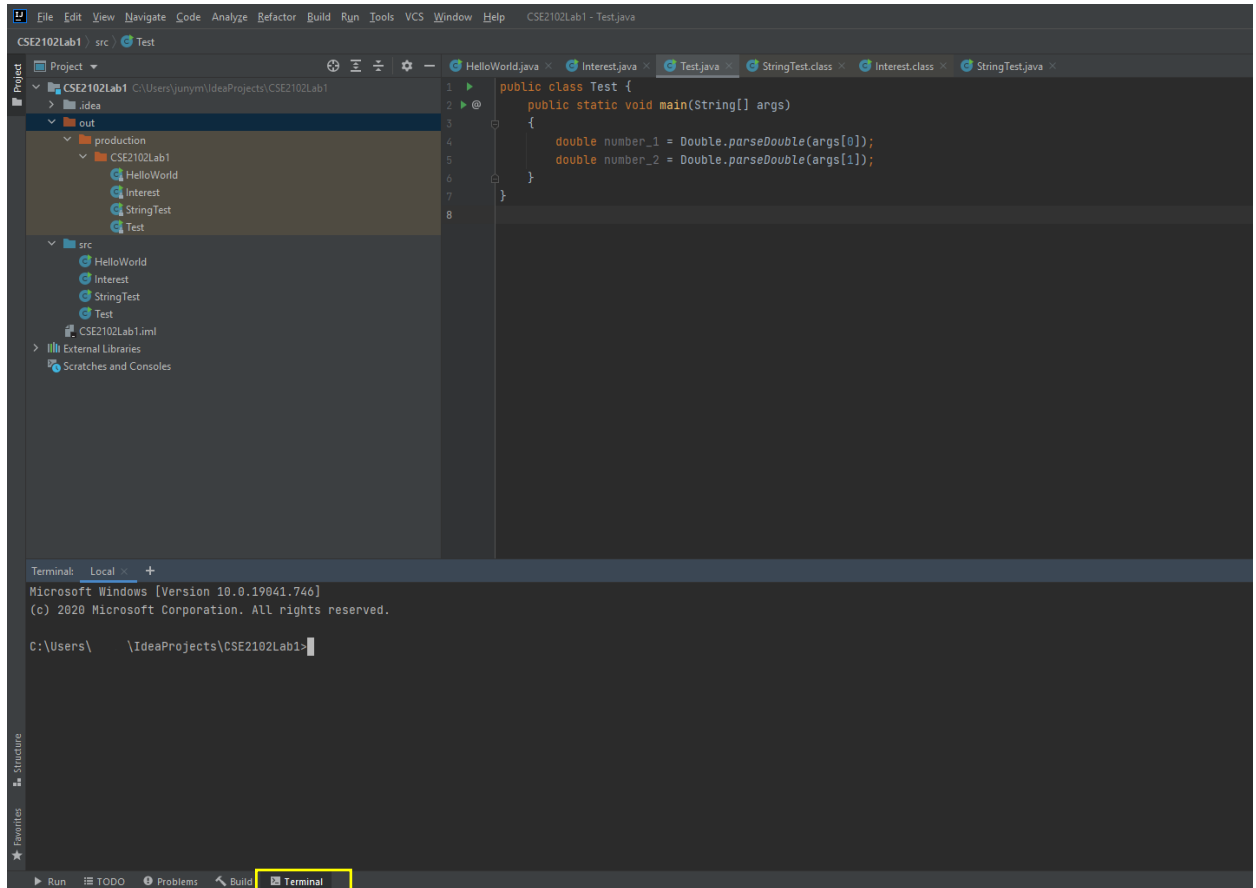 File Edit View Navigate Code Analyze Refactor Build Run Tools VCS Window Help CSE2102Lab1 - Test.java
CSE2102Lab1 src Test
Project
Project
HelloWorld.java Interest.java Test.java StringTest.class Interest.class StringTest.java
CSE2102Lab1 C:\Users\junym\IdeaProjects\CSE2102Lab1
.idea
out
production
CSE2102Lab1
HelloWorld
Interest
StringTest
Test
src
HelloWorld
Interest
StringTest
Test
CSE2102Lab1.iml
External Libraries
Scratches and Consoles
1 public class Test {
2 @ public static void main(String[] args)
3 {
4 double number_1 = Double.parseDouble(args[0]);
5 double number_2 = Double.parseDouble(args[1]);
6 }
7 }
8
Terminal: Local +
Microsoft Windows [Version 10.0.19041.746]
(c) 2020 Microsoft Corporation. All rights reserved.
C:\Users\ \IdeaProjects\CSE2102Lab1>
Structure
Favorites
Run TODO Problems Build Terminal